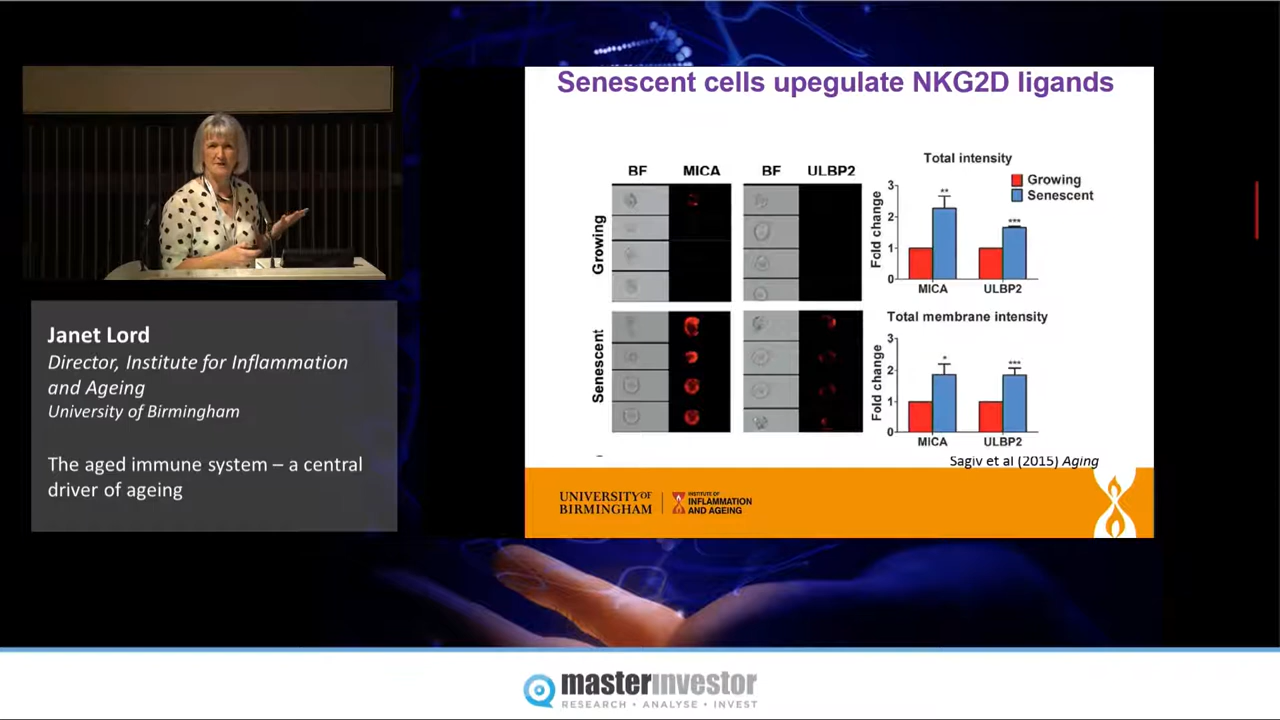 Janet Lord
Director, Institute for Inflammation
and Ageing
University of Birmingham
The aged immune system – a central
driver of ageing
Senescent cells upegulate NKG2D ligands
BF MICA BF ULBP2
Growing
Senescent
Total intensity
Growing
Senescent
Fold change
3
2
1
0
**
***
MICA ULBP2
Total membrane intensity
Fold change
3
2
1
0
*
***
MICA ULBP2
Sagiv et al (2015) Aging
UNIVERSITY OF
BIRMINGHAM
INSTITUTE OF
INFLAMMATION
AND AGEING
masterinvestor
RESEARCH • ANALYSE • INVEST